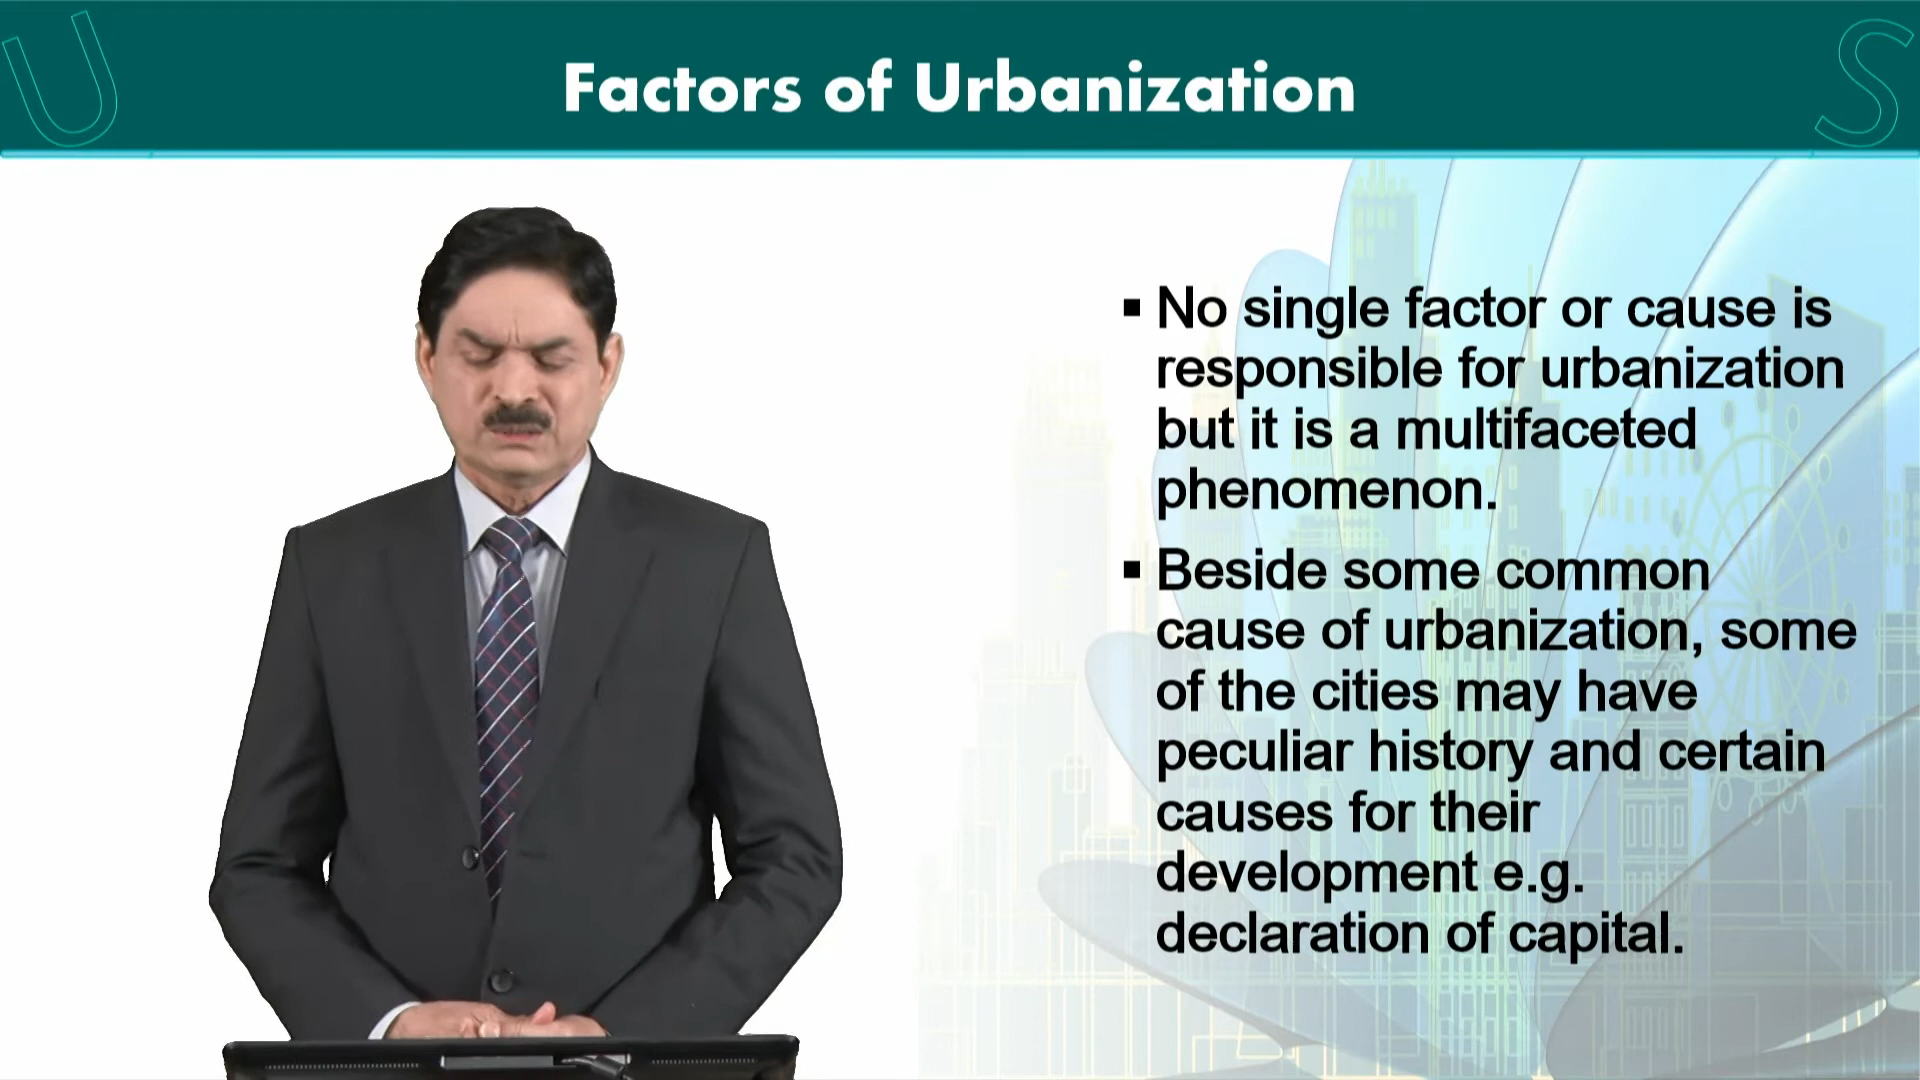 U
S
Factors of Urbanization
▪ No single factor or cause is
responsible for urbanization
but it is a multifaceted
phenomenon.
▪ Beside some common
cause of urbanization, some
of the cities may have
peculiar history and certain
causes for their
development e.g.
declaration of capital.